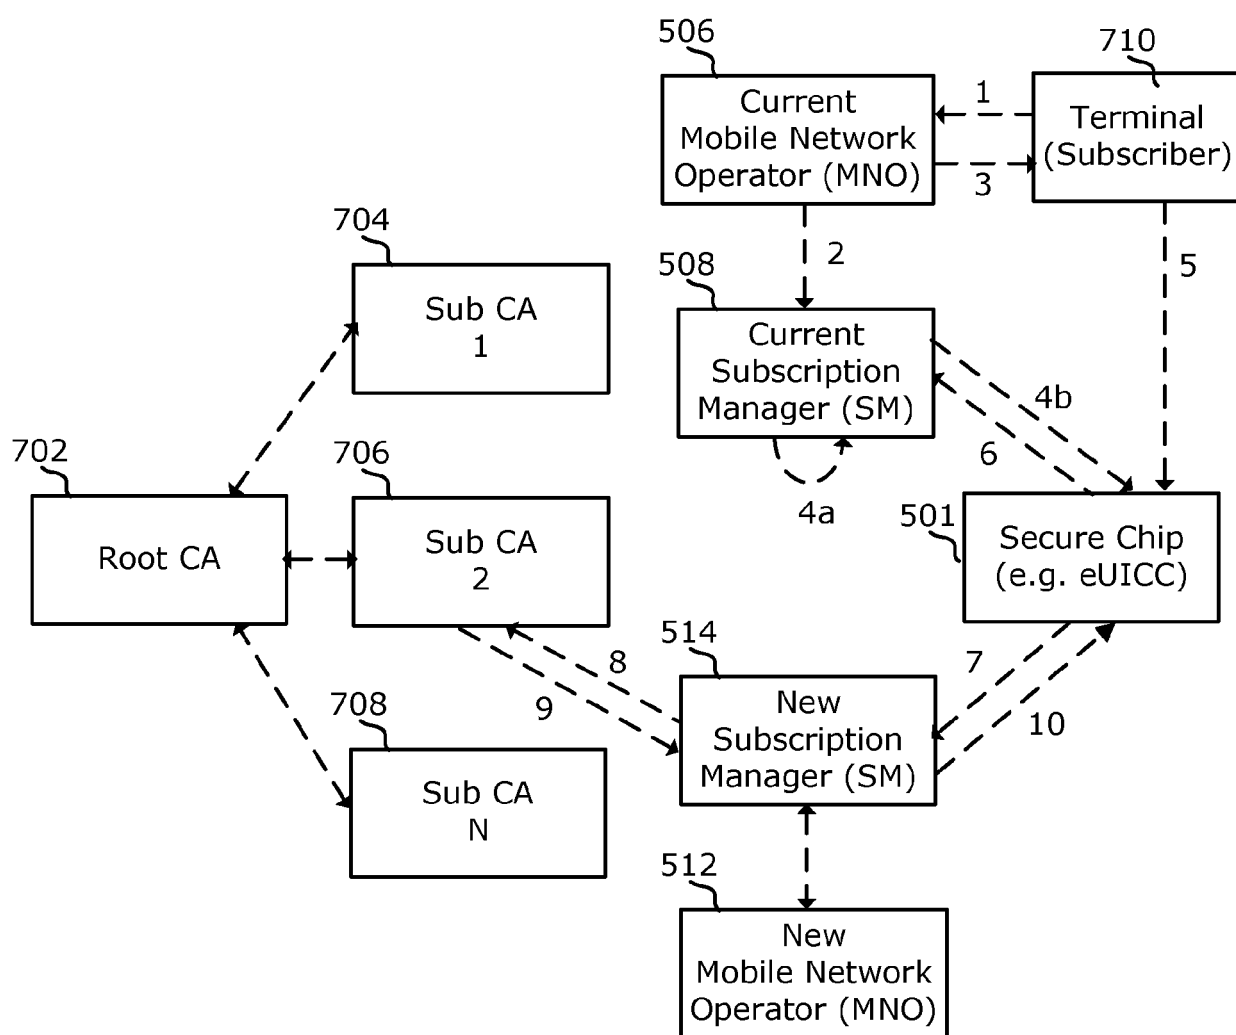 506
710
Current
Mobile Network
Operator (MNO)
1
3
Terminal
(Subscriber)
704
Sub CA
1
2
5
508
Current
Subscription
Manager (SM)
4b
6
4a
702
Root CA
706
Sub CA
2
501
Secure Chip
(e.g. eUICC)
8
9
514
New
Subscription
Manager (SM)
7
10
708
Sub CA
N
512
New
Mobile Network
Operator (MNO)